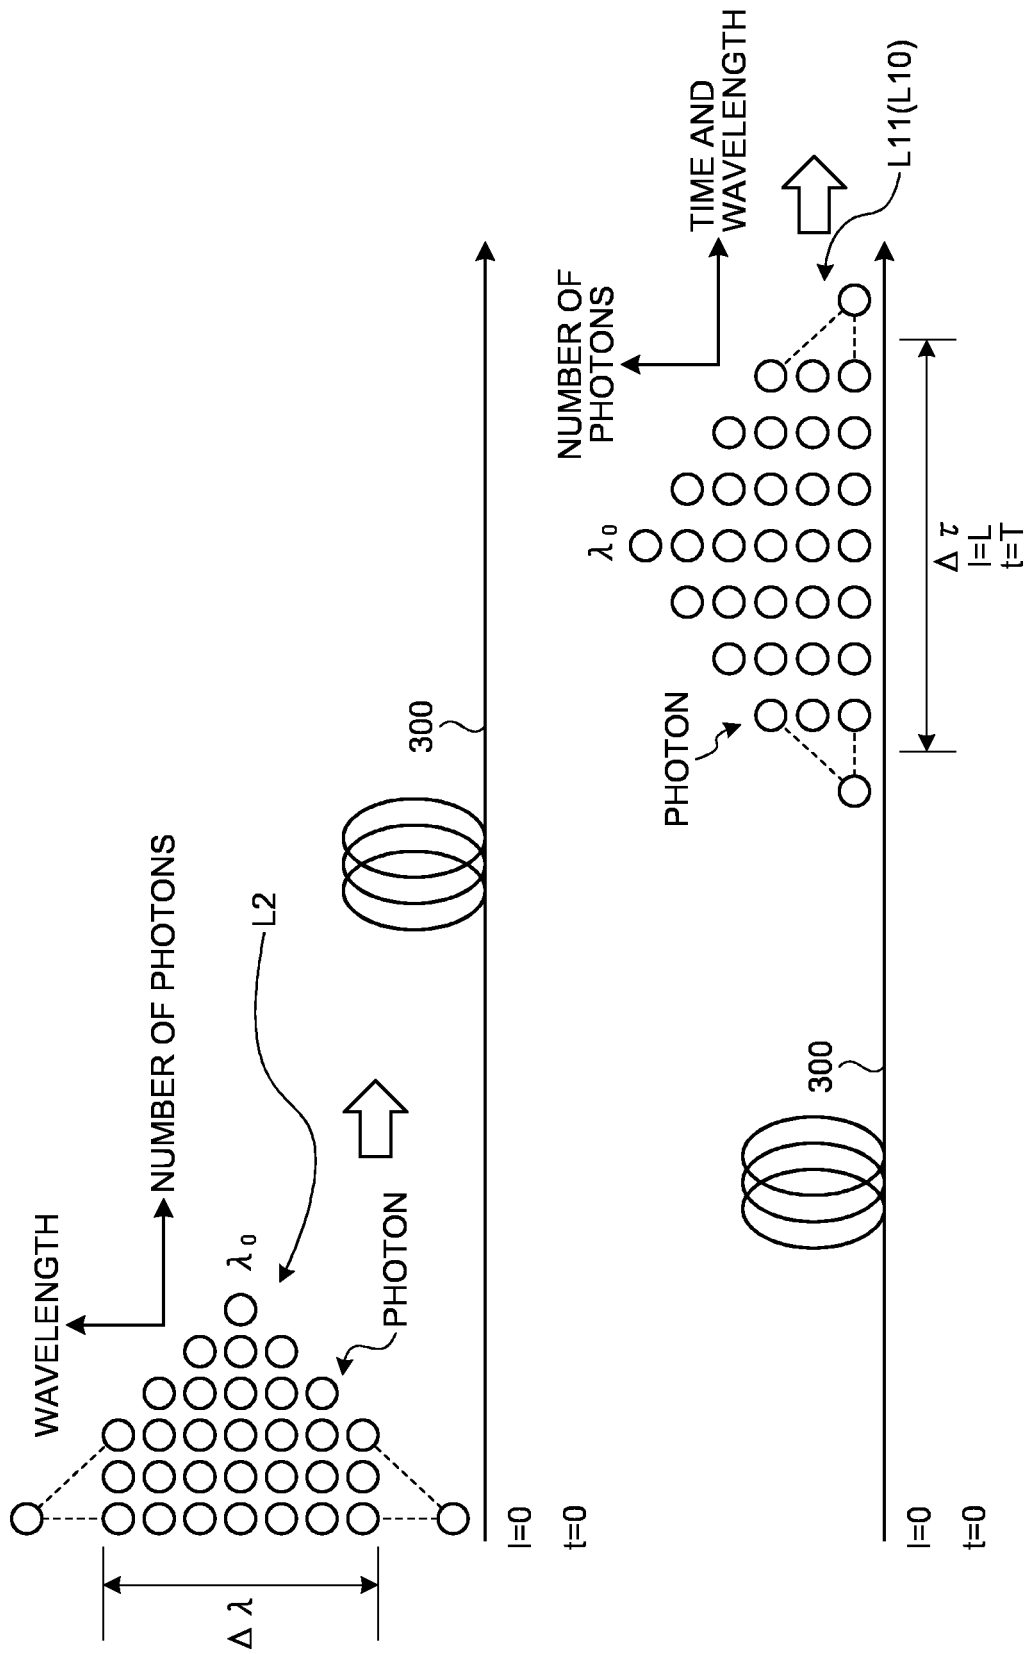 WAVELENGTH
NUMBER OF PHOTONS
λ0
L2
PHOTON
Δλ
300
l=0
t=0
NUMBER OF
PHOTONS
TIME AND
WAVELENGTH
λ0
PHOTON
L11(L10)
300
l=0
t=0
Δτ
l=L
t=T